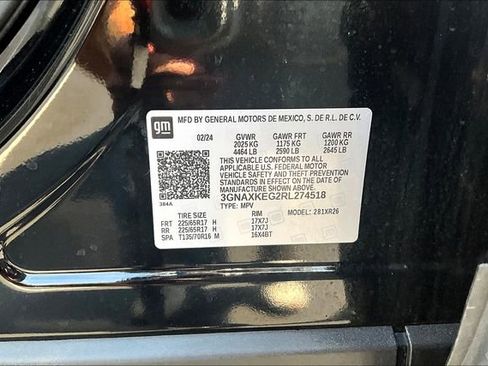 gm
MFD BY GENERAL MOTORS DE MEXICO, S. DE R.L. DE C.V.
02/24 GVWR GAWR FRT GAWR RR
2025 KG 1175 KG 1200 KG
4464 LB 2590 LB 2645 LB
THIS VEHICLE CONFORMS TO ALL
APPLICABLE U.S. FEDERAL MOTOR
VEHICLE SAFETY AND THEFT
PREVENTION STANDARDS IN EFFECT ON
THE DATE OF MANUFACTURE SHOWN ABOVE.
384A 3GNAXKEG2RL274518
TYPE: MPV MODEL: 281XR26
TIRE SIZE RIM
FRT 225/65R17 H 17X7J
RR 225/65R17 H 17X7J
SPA T135/70R16 M 16X4BT